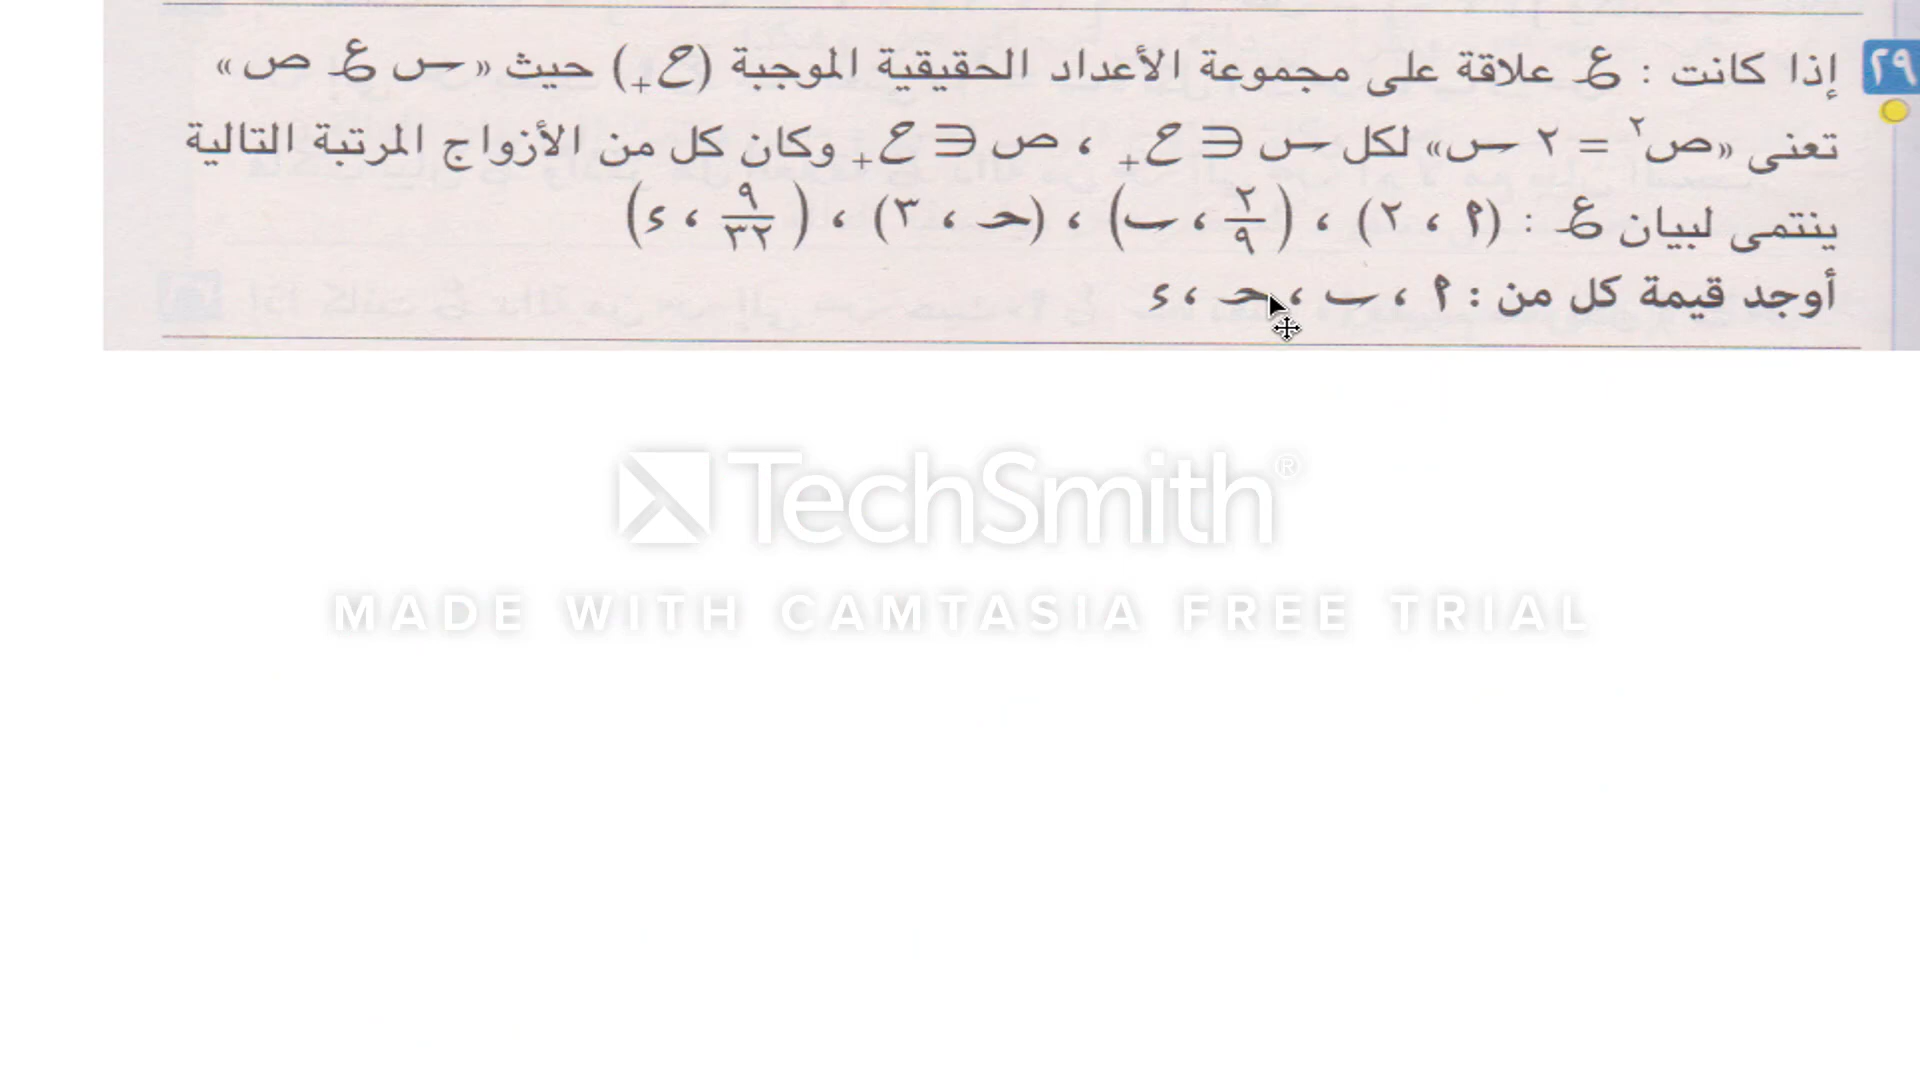 ٢٩ إذا كانت : ع علاقة على مجموعة الأعداد الحقيقية الموجبة (ح₊) حيث «س ع ص»
تعنى «ص² = ٢ س» لكل س ∈ ح₊ ، ص ∈ ح₊ وكان كل من الأزواج المرتبة التالية
ينتمى لبيان ع : (أ ، ٢) ، (٢/٩ ، ب) ، (حـ ، ٣) ، (٩/٣٢ ، ء)
أوجد قيمة كل من : أ ، ب ، حـ ، ء
TechSmith®
MADE WITH CAMTASIA FREE TRIAL